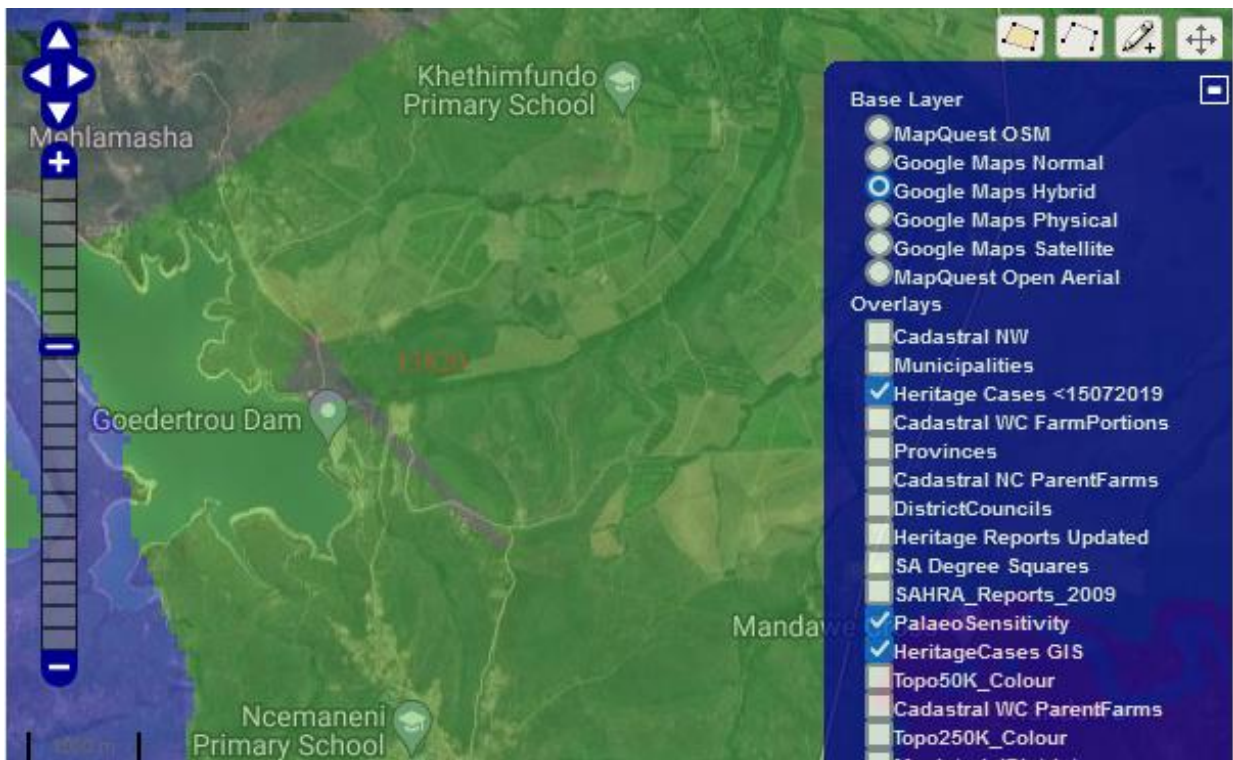 Khethimfundo
Primary School
Mehlamasha
Goedertrou Dam
Ncemaneni
Primary School
Base Layer
MapQuest OSM
Google Maps Normal
Google Maps Hybrid
Google Maps Physical
Google Maps Satellite
MapQuest Open Aerial
Overlays
Cadastral NW
Municipalities
Heritage Cases <15072019
Cadastral WC FarmPortions
Provinces
Cadastral NC ParentFarms
DistrictCouncils
Heritage Reports Updated
SA Degree Squares
SAHRA_Reports_2009
PalaeoSensitivity
HeritageCases GIS
Topo50K_Colour
Cadastral WC ParentFarms
Topo250K_Colour